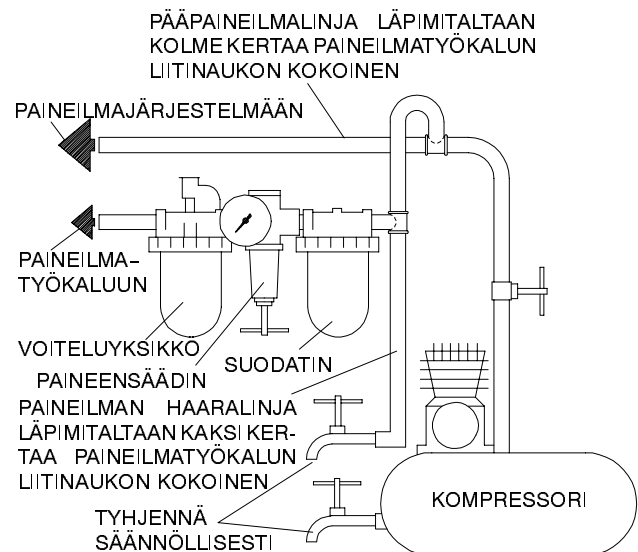 PÄÄPAINEILMALINJA LÄPIMITALTAAN
KOLME KERTAA PAINEILMATYÖKALUN
LIITINAUKON KOKOINEN
PAINEILMAJÄRJESTELMÄÄN
PAINEILMA–
TYÖKALUUN
VOITELUYKSIKKÖ
SUODATIN
PAINEENSÄÄDIN
PAINEILMAN HAARALINJA
LÄPIMITALTAAN KAKSI KER-
TAA PAINEILMATYÖKALUN
LIITINAUKON KOKOINEN
KOMPRESSORI
TYHJENNÄ
SÄÄNNÖLLISESTI